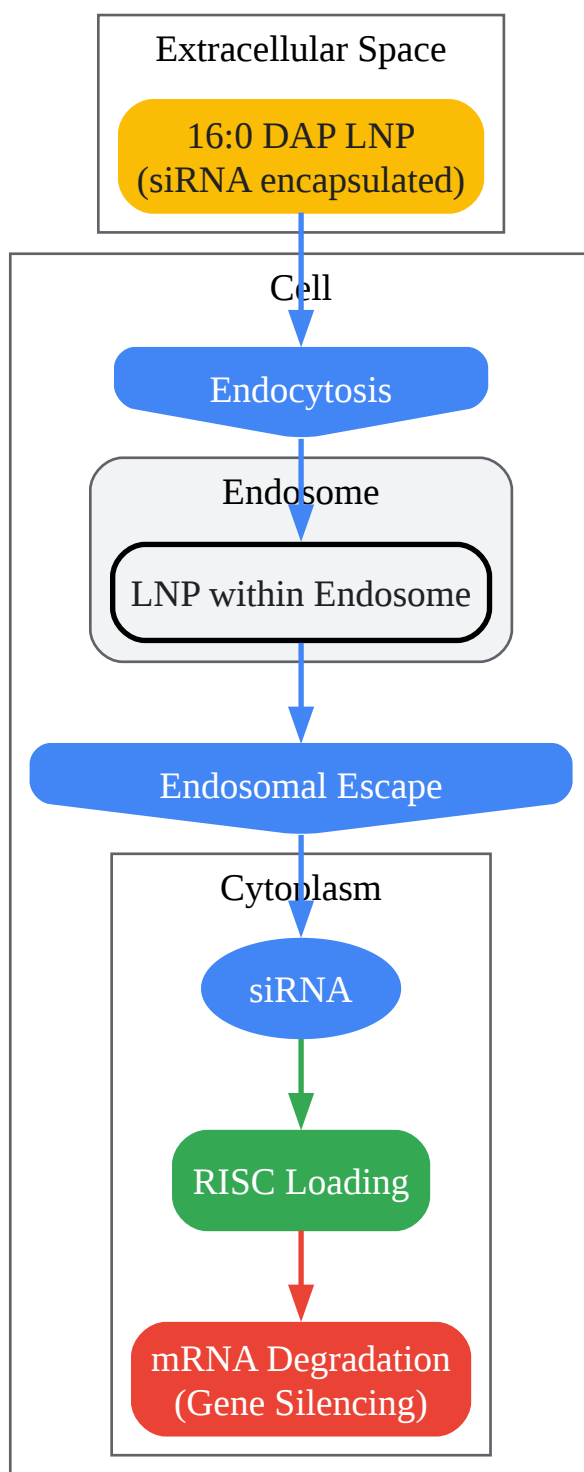 Extracellular Space
16:0 DAP LNP
(siRNA encapsulated)
Cell
Endocytosis
Endosome
LNP within Endosome
Endosomal Escape
Cytoplasm
siRNA
RISC Loading
mRNA Degradation
(Gene Silencing)